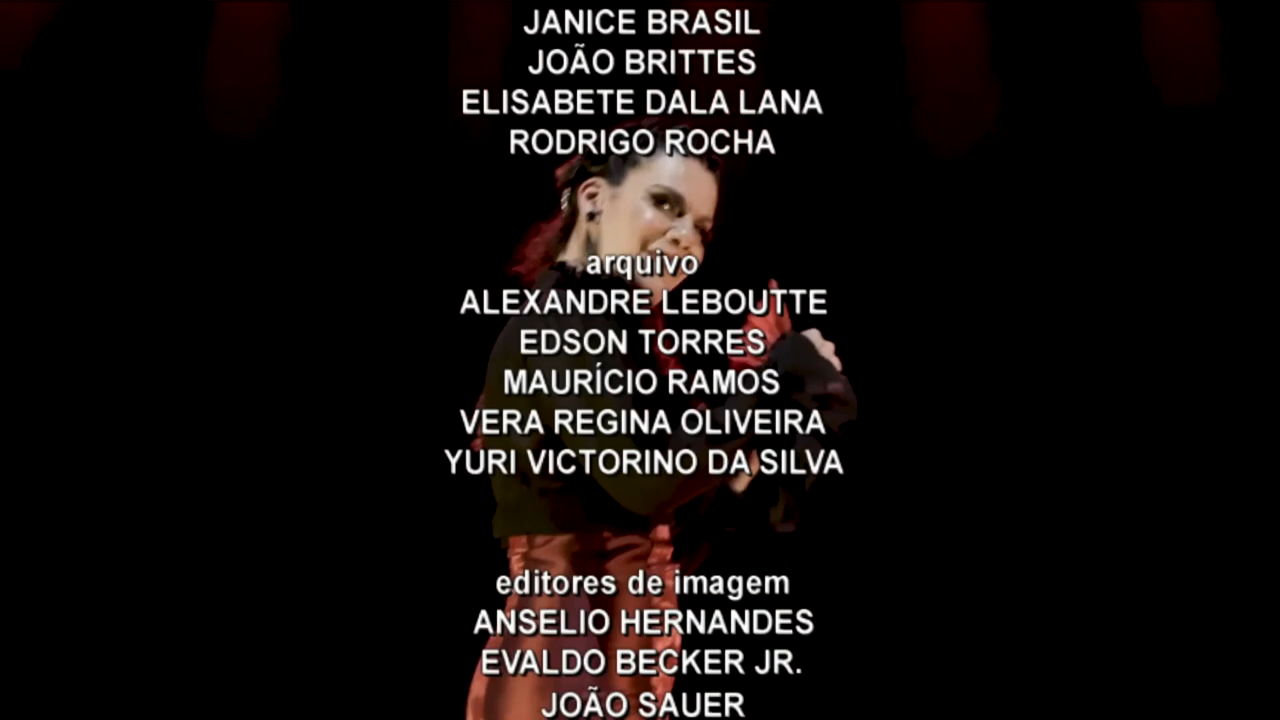 JANICE BRASIL
JOÃO BRITTES
ELISABETE DALA LANA
RODRIGO ROCHA
arquivo
ALEXANDRE LEBOUTTE
EDSON TORRES
MAURÍCIO RAMOS
VERA REGINA OLIVEIRA
YURI VICTORINO DA SILVA
editores de imagem
ANSELIO HERNANDES
EVALDO BECKER JR.
JOÃO SAUER